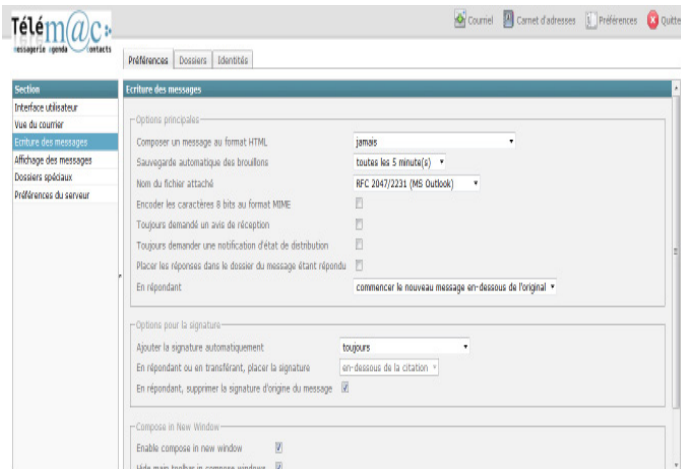 Télém@c
messagerie agenda contacts
Courriel Carnet d'adresses Préférences Quitte
Préférences Dossiers Identités
Section
Interface utilisateur
Vue du courrier
Ecriture des messages
Affichage des messages
Dossiers spéciaux
Préférences du serveur
Ecriture des messages
Options principales
Composer un message au format HTML jamais
Sauvegarde automatique des brouillons toutes les 5 minute(s)
Nom du fichier attaché RFC 2047/2231 (MS Outlook)
Encoder les caractères 8 bits au format MIME
Toujours demandé un avis de réception
Toujours demander une notification d'état de distribution
Placer les réponses dans le dossier du message étant répondu
En répondant commencer le nouveau message en-dessous de l'original
Options pour la signature
Ajouter la signature automatiquement toujours
En répondant ou en transférant, placer la signature en-dessous de la citation
En répondant, supprimer la signature d'origine du message
Compose in New Window
Enable compose in new window
Hide main toolbar in compose windows